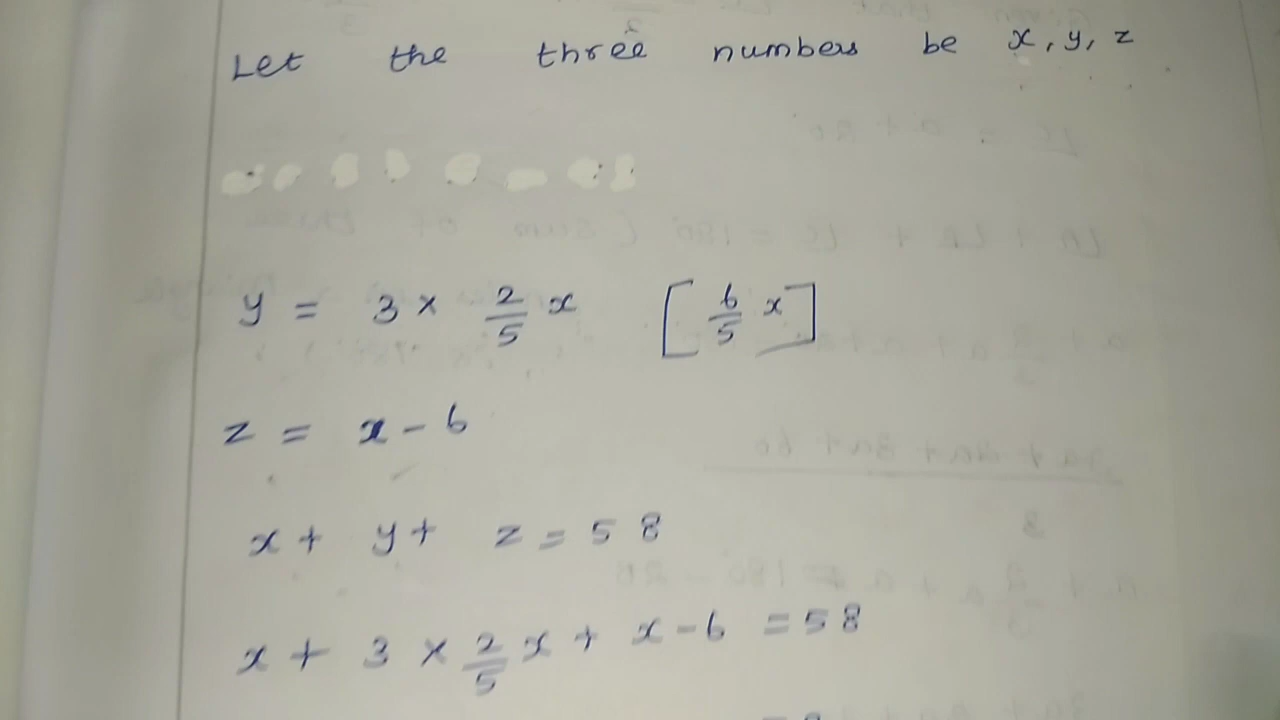 Let the three numbers be x, y, z
y = 3 × 2/5 x [6/5 x]
z = x - 6
x + y + z = 58
x + 3 × 2/5 x + x - 6 = 58